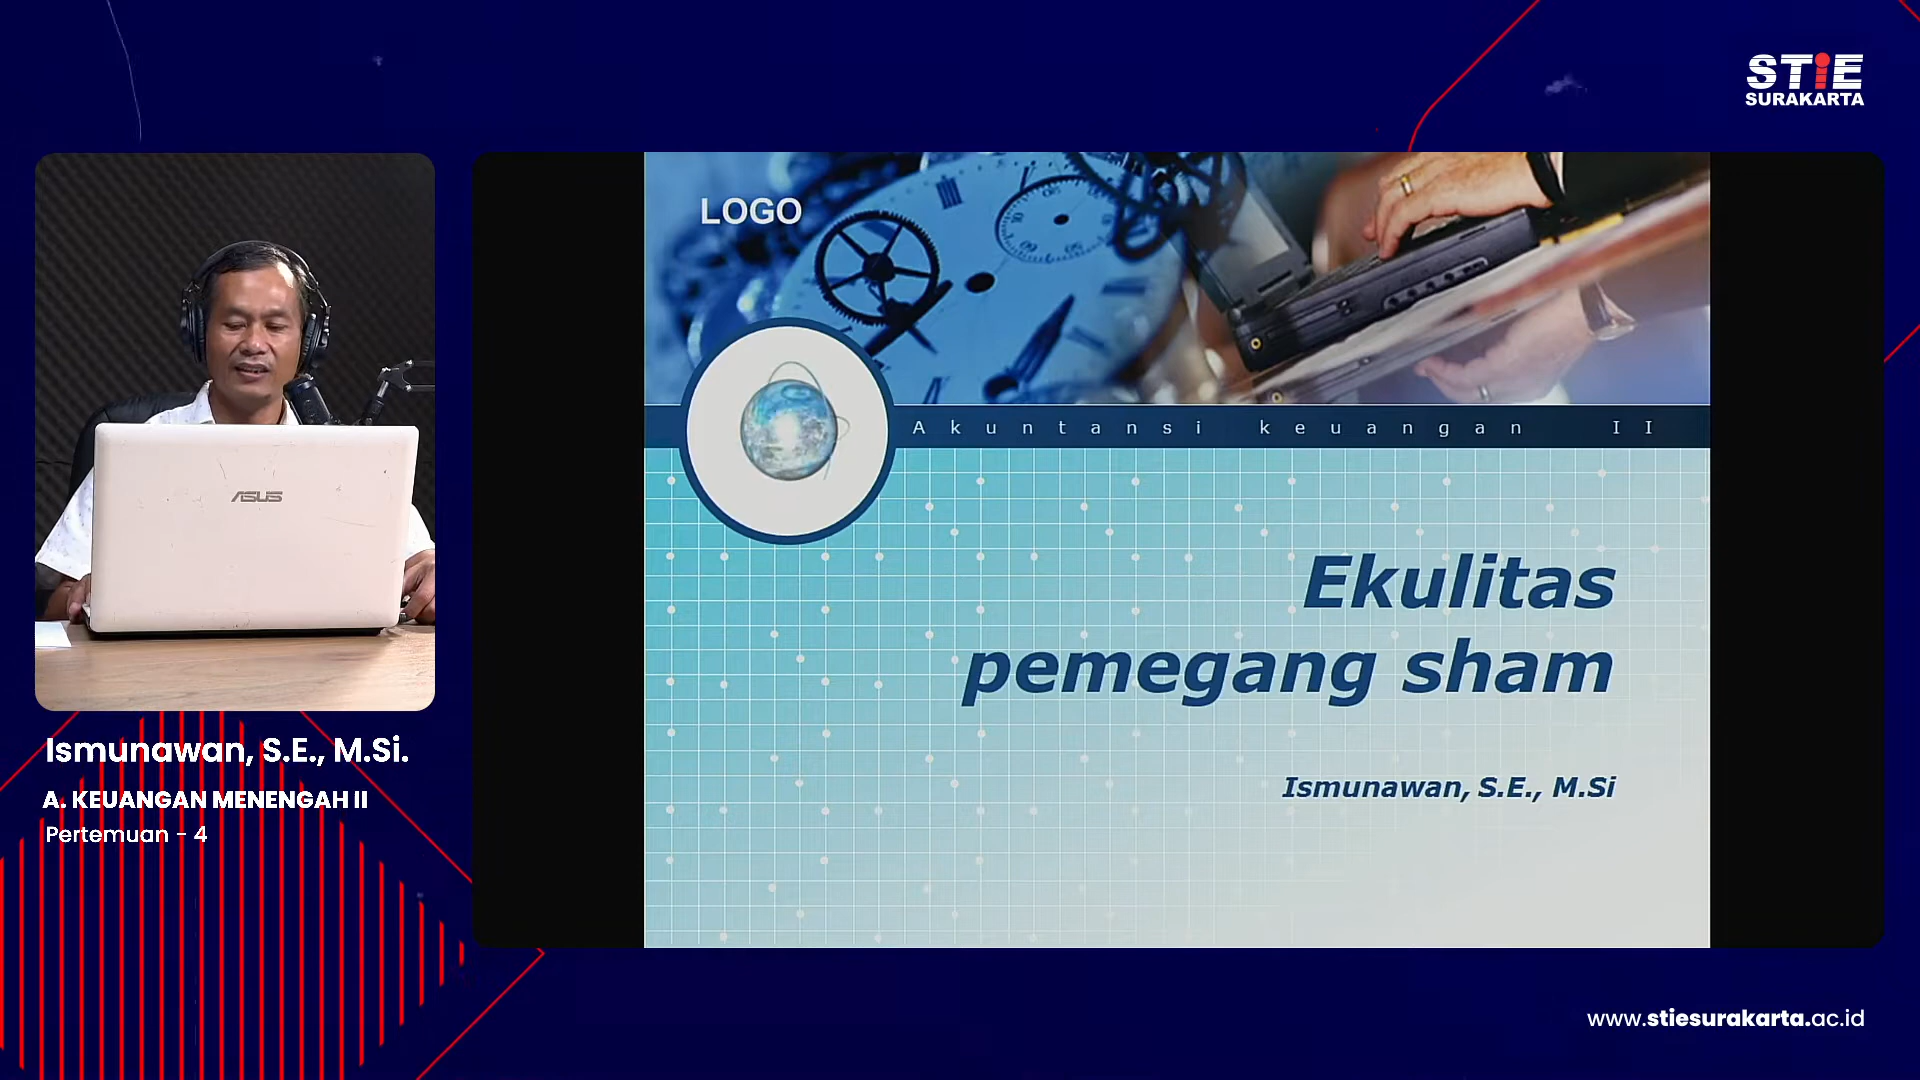 STiE
SURAKARTA
LOGO
Akuntansi keuangan II
Ekulitas
pemegang sham
Ismunawan, S.E., M.Si
ASUS
Ismunawan, S.E., M.Si.
A. KEUANGAN MENENGAH II
Pertemuan - 4
www.stiesurakarta.ac.id